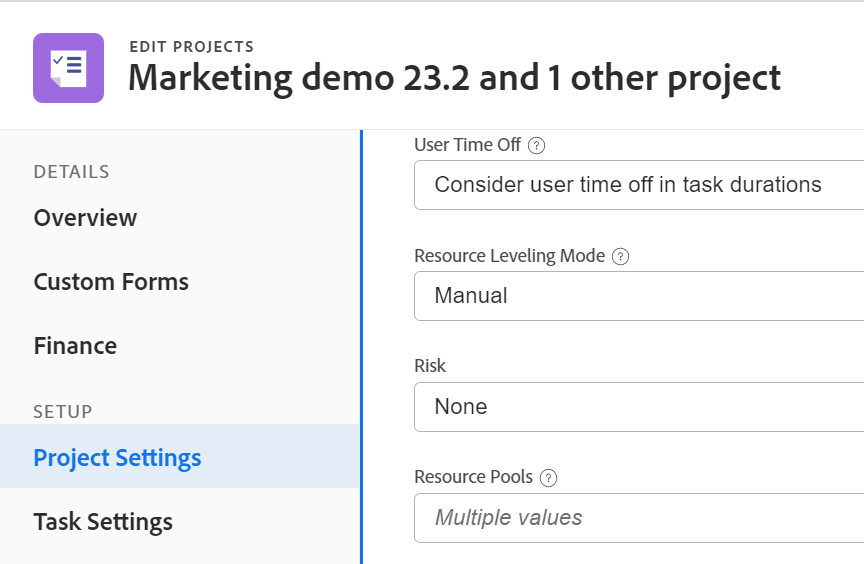 EDIT PROJECTS
Marketing demo 23.2 and 1 other project
DETAILS
Overview
Custom Forms
Finance
SETUP
Project Settings
Task Settings
User Time Off ?
Consider user time off in task durations
Resource Leveling Mode ?
Manual
Risk
None
Resource Pools ?
Multiple values